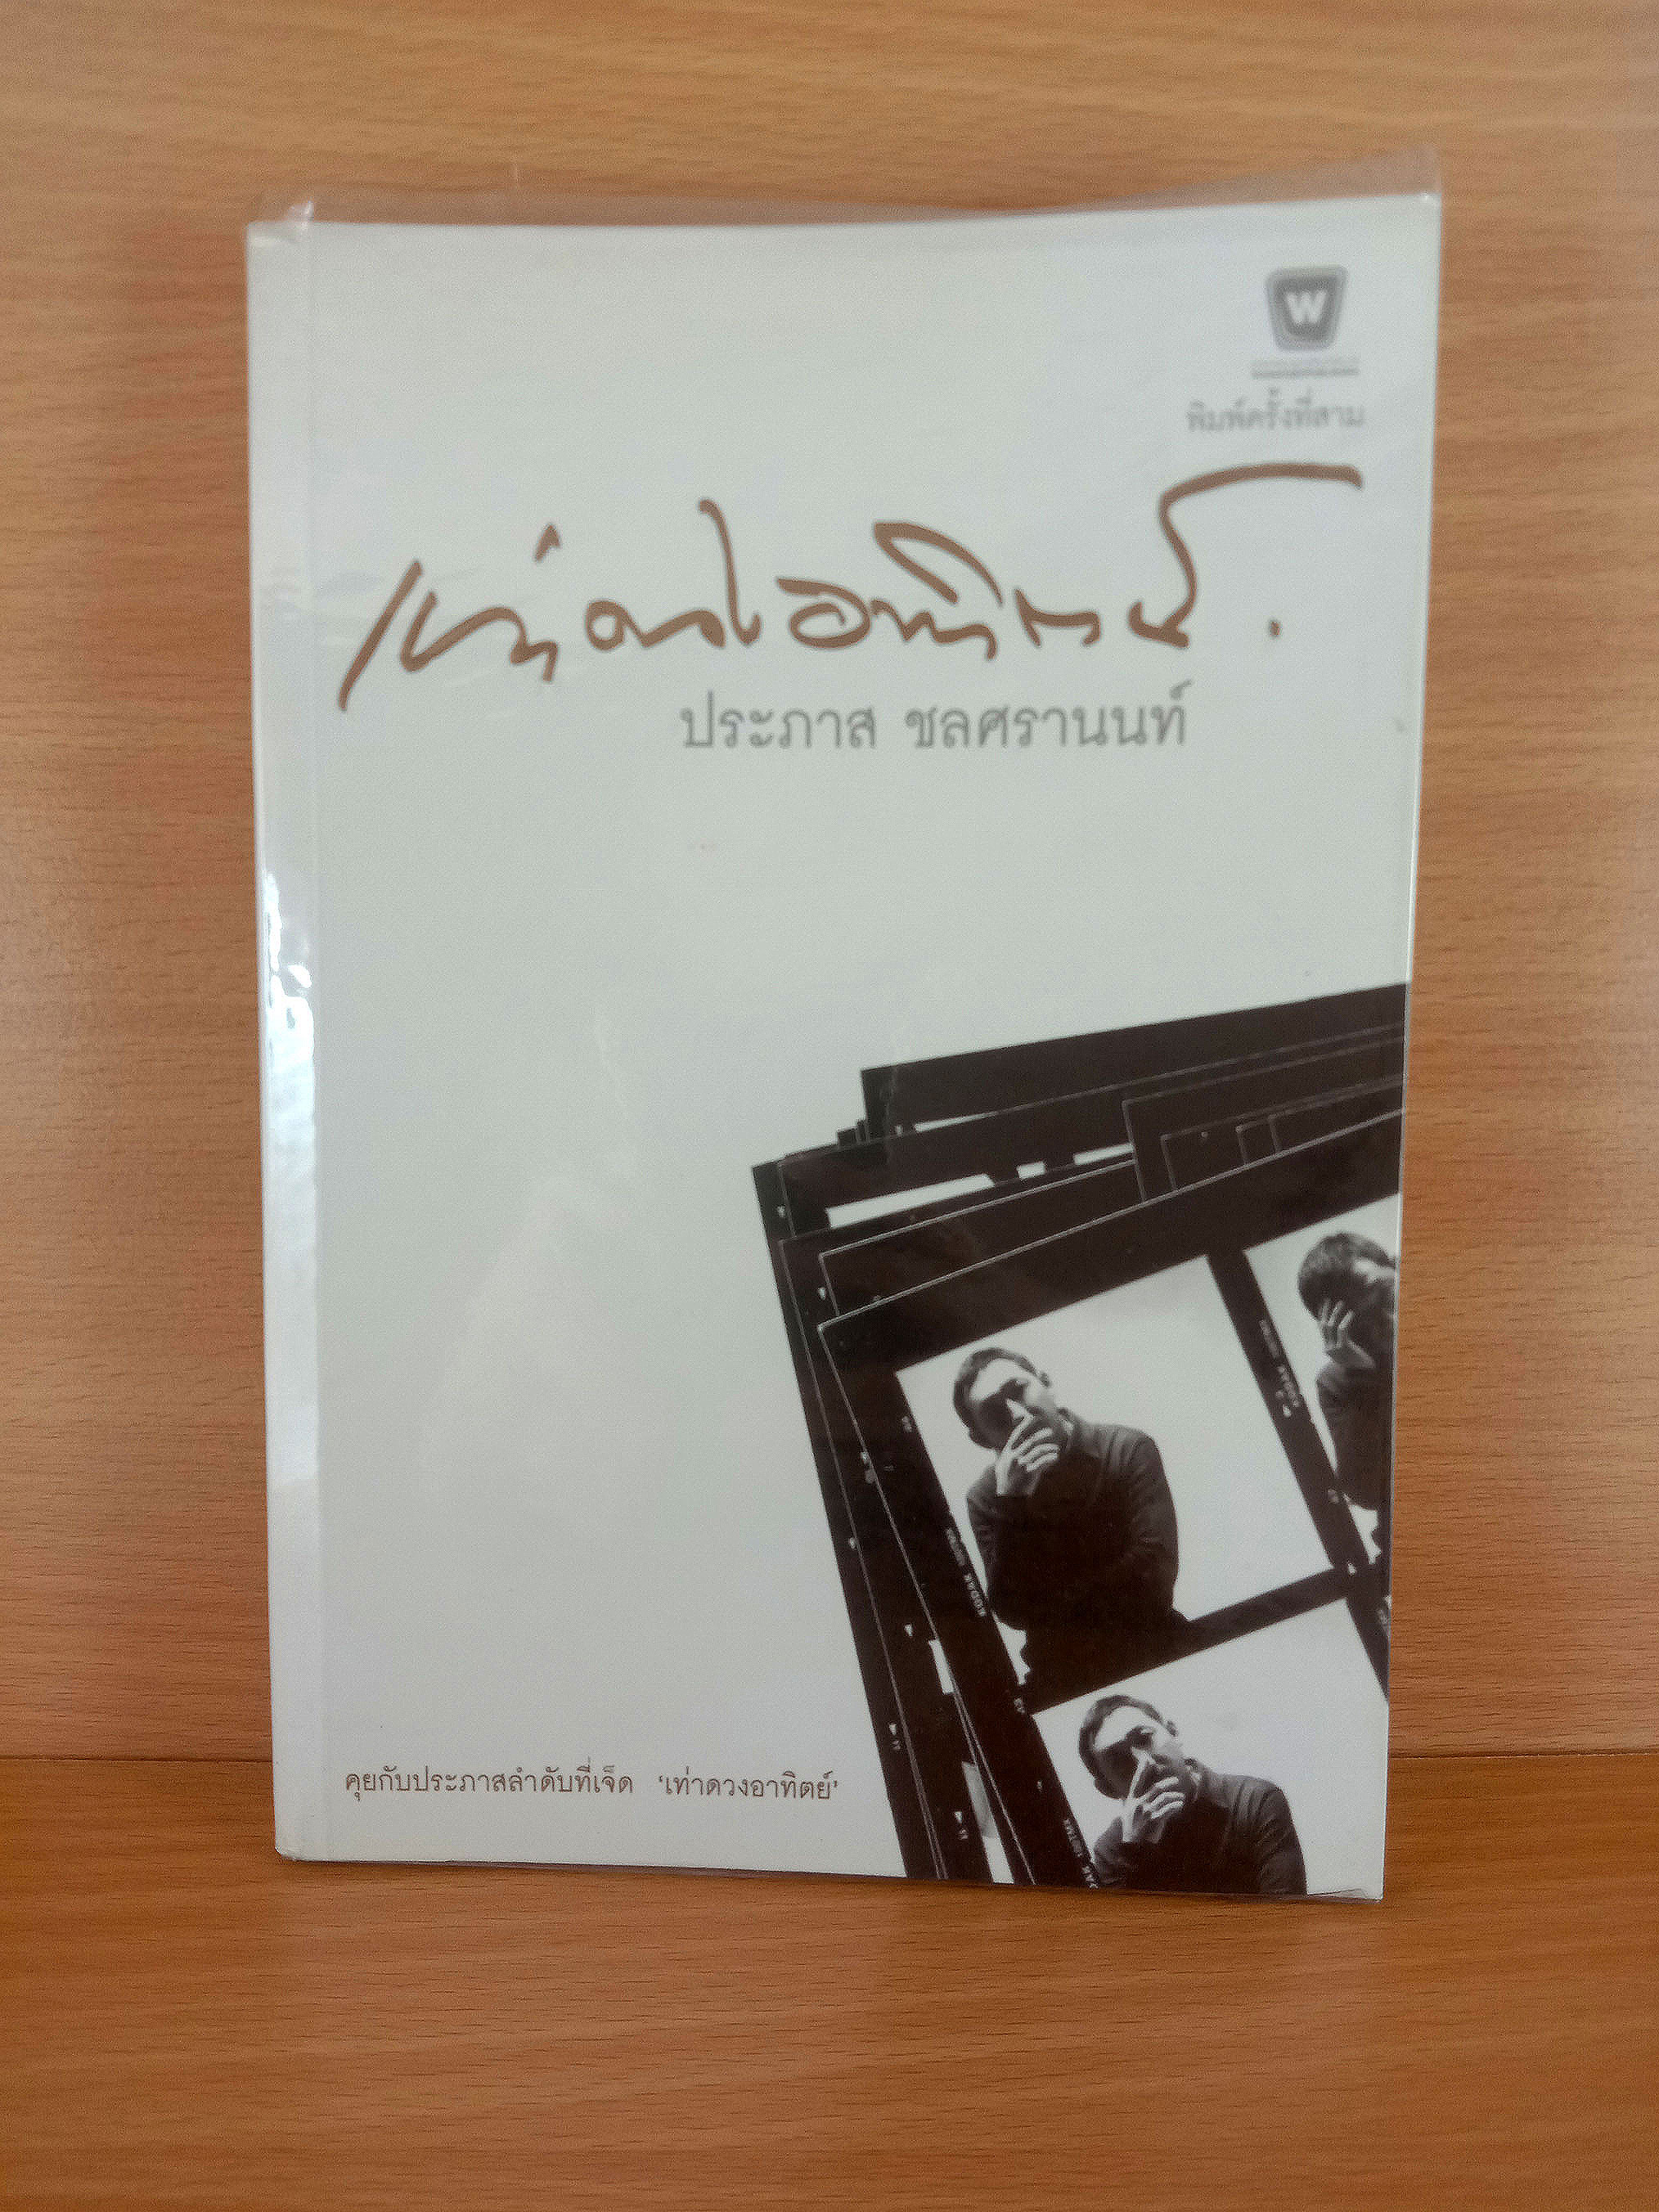 W
พิมพ์ครั้งที่สาม
เท่าดวงอาทิตย์.
ประภาส ชลศรานนท์
KODAK
KODAK
คุยกับประภาสลำดับที่เจ็ด 'เท่าดวงอาทิตย์'